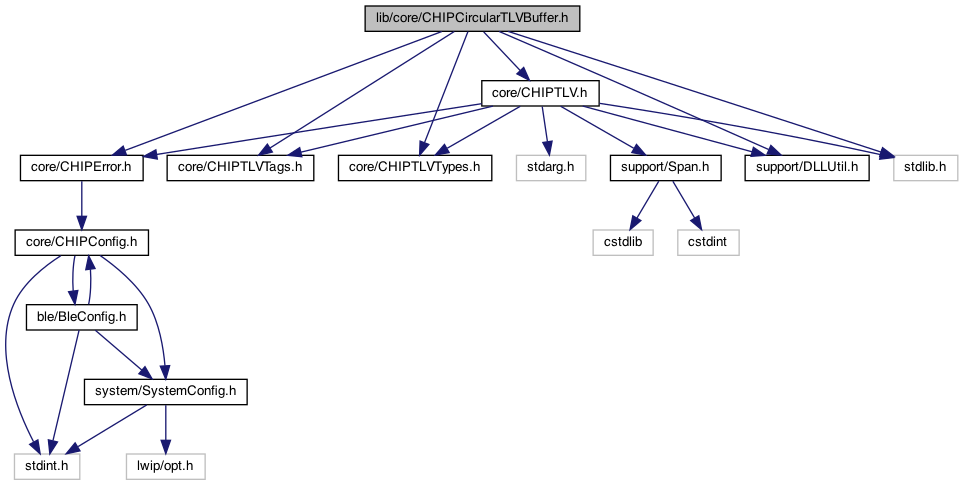 lib/core/CHIPCircularTLVBuffer.h
core/CHIPTLV.h
core/CHIPError.h
core/CHIPTLVTags.h
core/CHIPTLVTypes.h
stdarg.h
support/Span.h
support/DLLUtil.h
stdlib.h
core/CHIPConfig.h
cstdlib
cstdint
ble/BleConfig.h
system/SystemConfig.h
stdint.h
lwip/opt.h